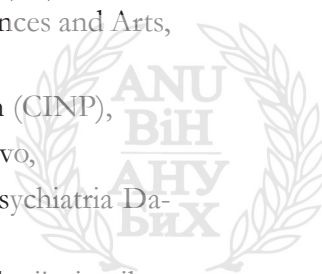 nces and Arts,
n (CINP),
vo,
sychiatria Da-
ANU
BiH
АНУ
БиХ